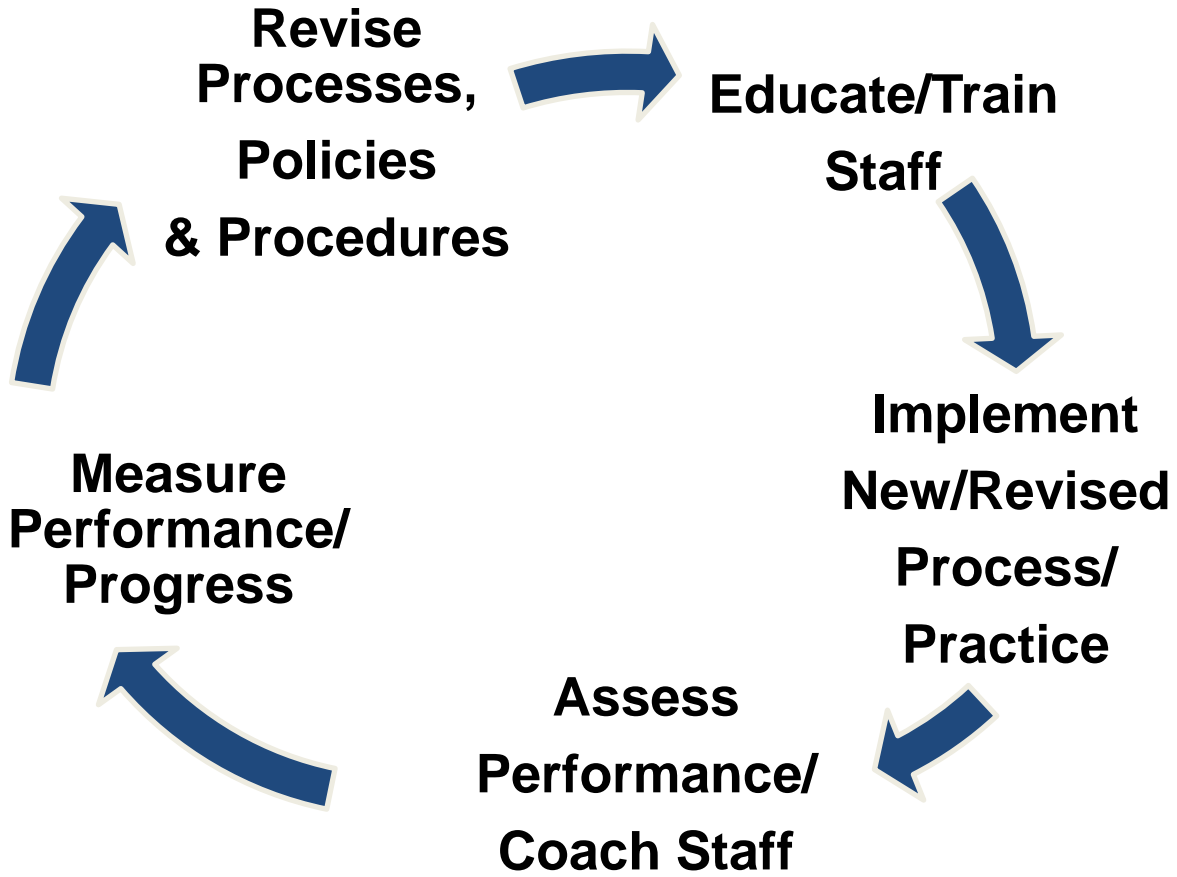 Revise
Processes,
Policies
& Procedures
Educate/Train
Staff
Implement
New/Revised
Process/
Practice
Assess
Performance/
Coach Staff
Measure
Performance/
Progress